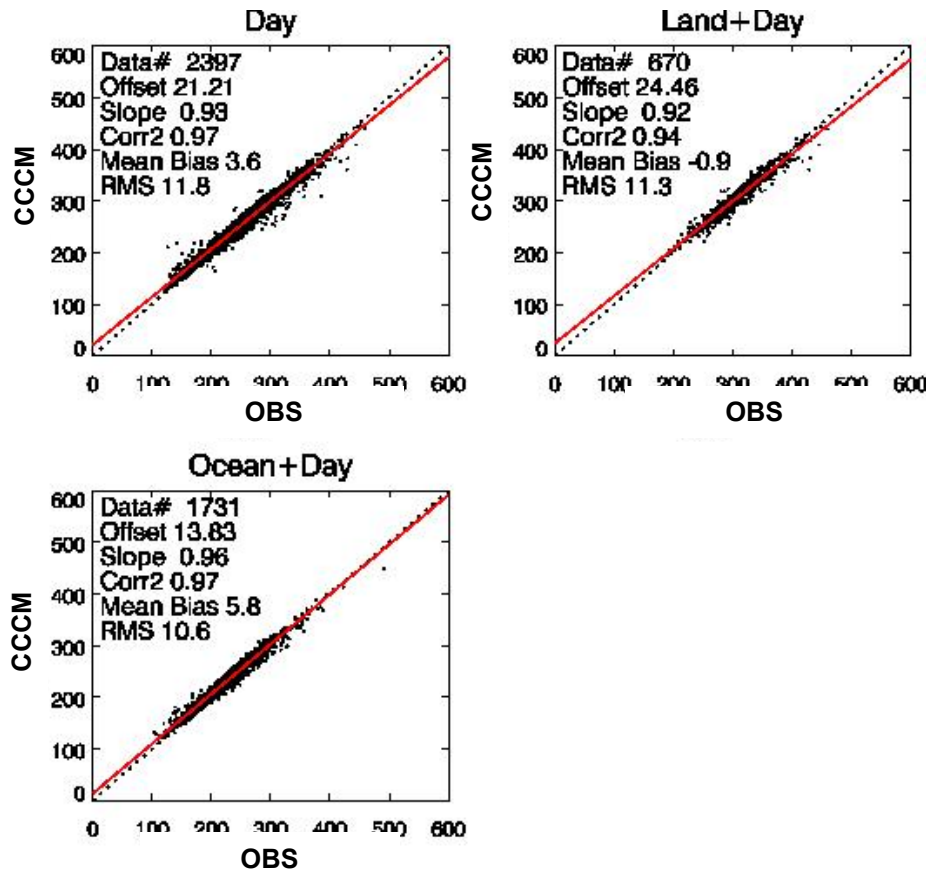 Day
600
500
400
300
200
100
0
Data# 2397
Offset 21.21
Slope 0.93
Corr2 0.97
Mean Bias 3.6
RMS 11.8
CCCM
0 100 200 300 400 500 600
OBS
Land+Day
600
500
400
300
200
100
0
Data# 670
Offset 24.46
Slope 0.92
Corr2 0.94
Mean Bias -0.9
RMS 11.3
CCCM
0 100 200 300 400 500 600
OBS
Ocean+Day
600
500
400
300
200
100
0
Data# 1731
Offset 13.83
Slope 0.96
Corr2 0.97
Mean Bias 5.8
RMS 10.6
CCCM
0 100 200 300 400 500 600
OBS